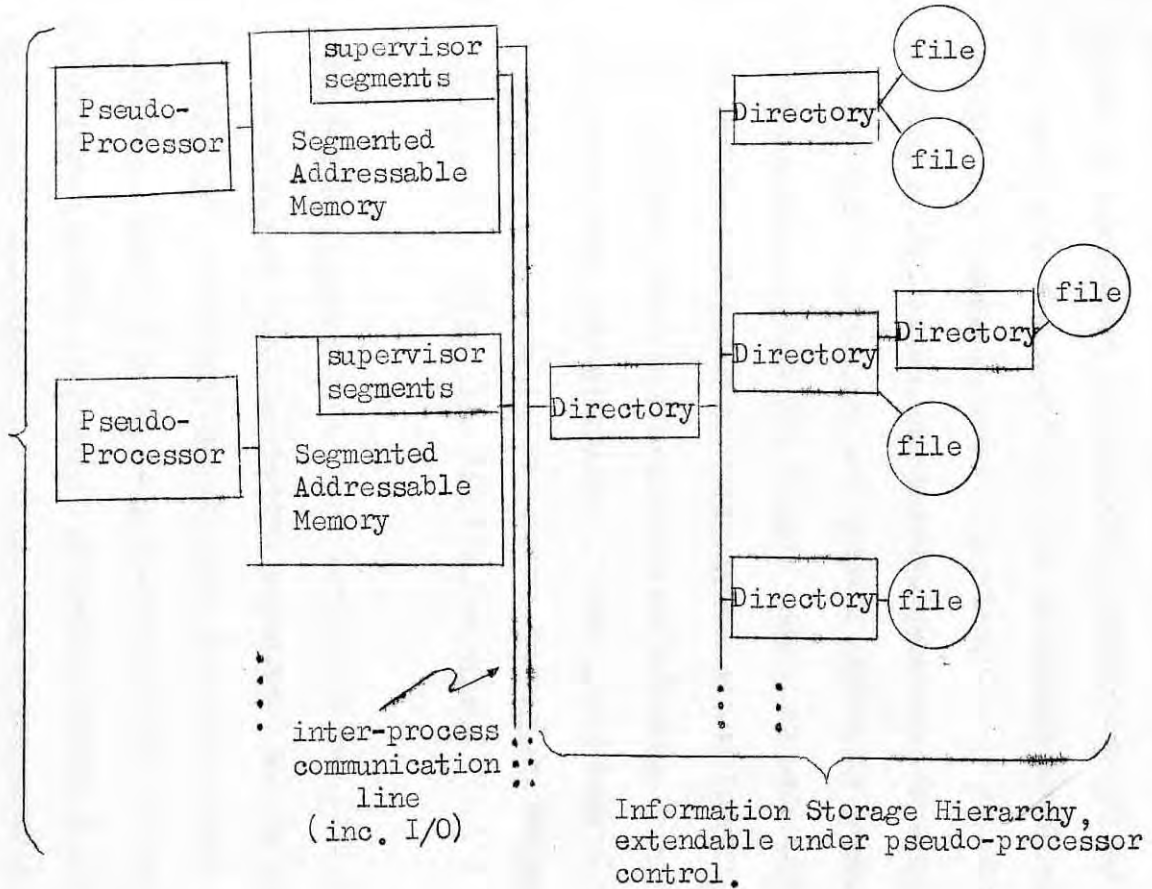 supervisor
segments
Pseudo-
Processor
Segmented
Addressable
Memory
supervisor
segments
Pseudo-
Processor
Segmented
Addressable
Memory
inter-process
communication
line
(inc. I/O)
Directory
Directory
file
file
Directory
Directory
file
file
Directory
file
Information Storage Hierarchy,
extendable under pseudo-processor
control.